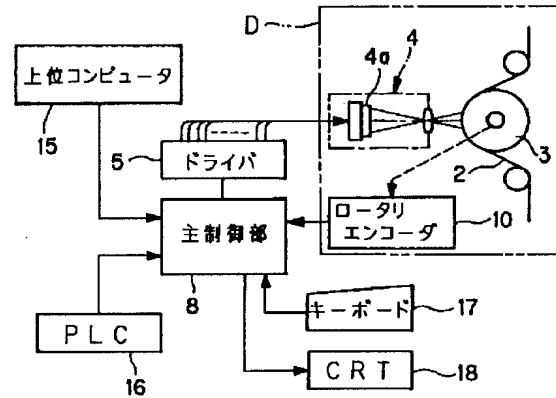 D
4
4a
上位コンピュータ
15
5
ドライバ
3
2
ロータリ
エンコーダ
10
主制御部
8
キーボード
17
PLC
16
CRT
18